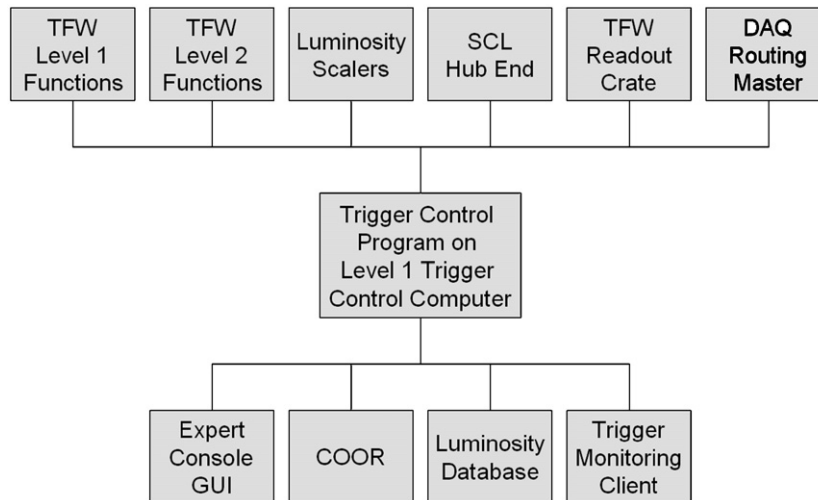 TFW
Level 1
Functions
TFW
Level 2
Functions
Luminosity
Scalers
SCL
Hub End
TFW
Readout
Crate
DAQ
Routing
Master
Trigger Control
Program on
Level 1 Trigger
Control Computer
Expert
Console
GUI
COOR
Luminosity
Database
Trigger
Monitoring
Client